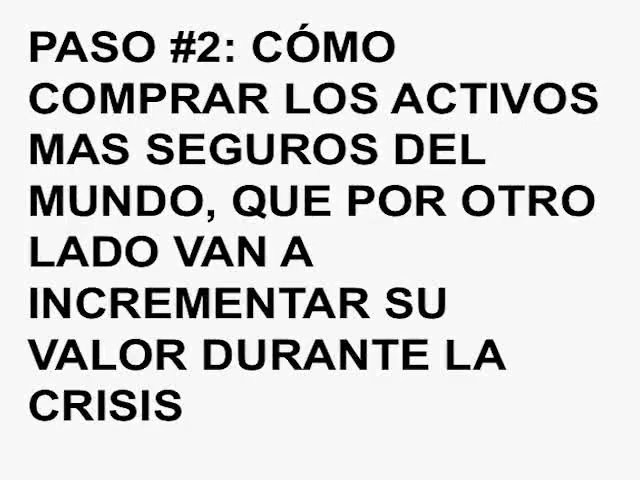 PASO #2: CÓMO
COMPRAR LOS ACTIVOS
MAS SEGUROS DEL
MUNDO, QUE POR OTRO
LADO VAN A
INCREMENTAR SU
VALOR DURANTE LA
CRISIS